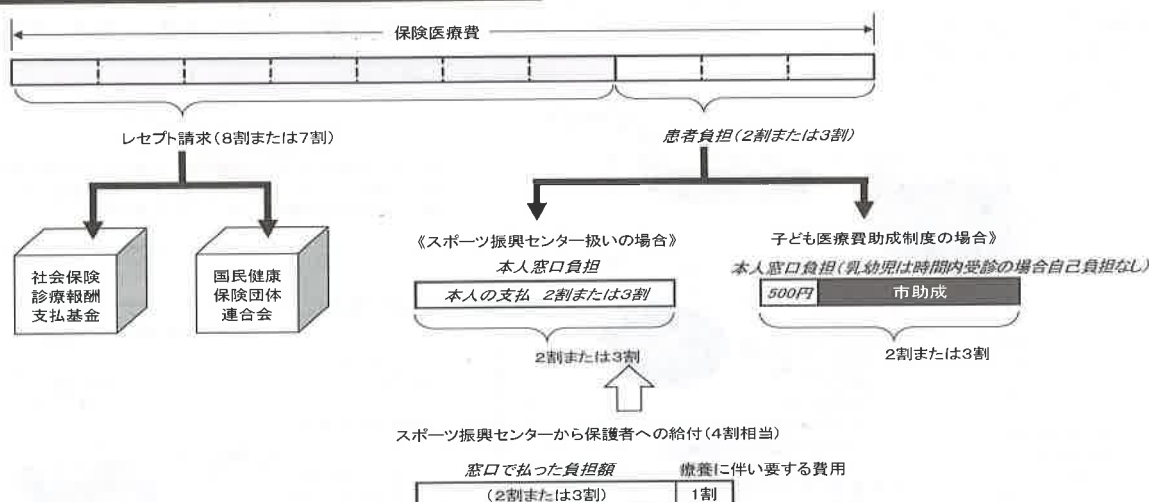 保険医療費
レセプト請求(8割または7割)
患者負担(2割または3割)
社会保険
診療報酬
支払基金
国民健康
保険団体
連合会
《スポーツ振興センター扱いの場合》
本人窓口負担
本人の支払 2割または3割
2割または3割
子ども医療費助成制度の場合》
本人窓口負担(乳幼児は時間内受診の場合自己負担なし)
500円 市助成
2割または3割
スポーツ振興センターから保護者への給付(4割相当)
窓口で払った負担額 療養に伴い要する費用
(2割または3割) 1割